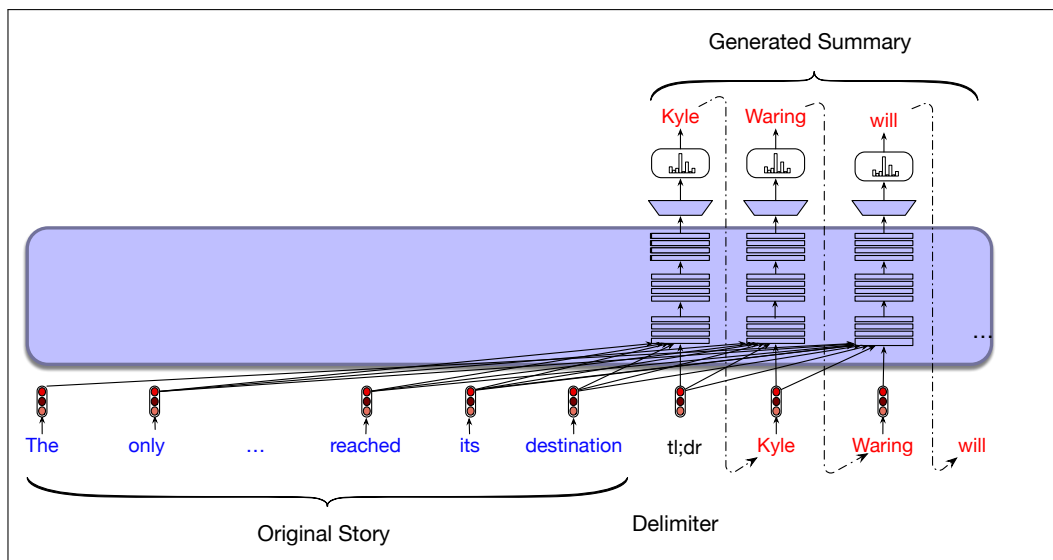 Generated Summary
Kyle Waring will
…
The only … reached its destination tl;dr Kyle Waring will
Original Story
Delimiter